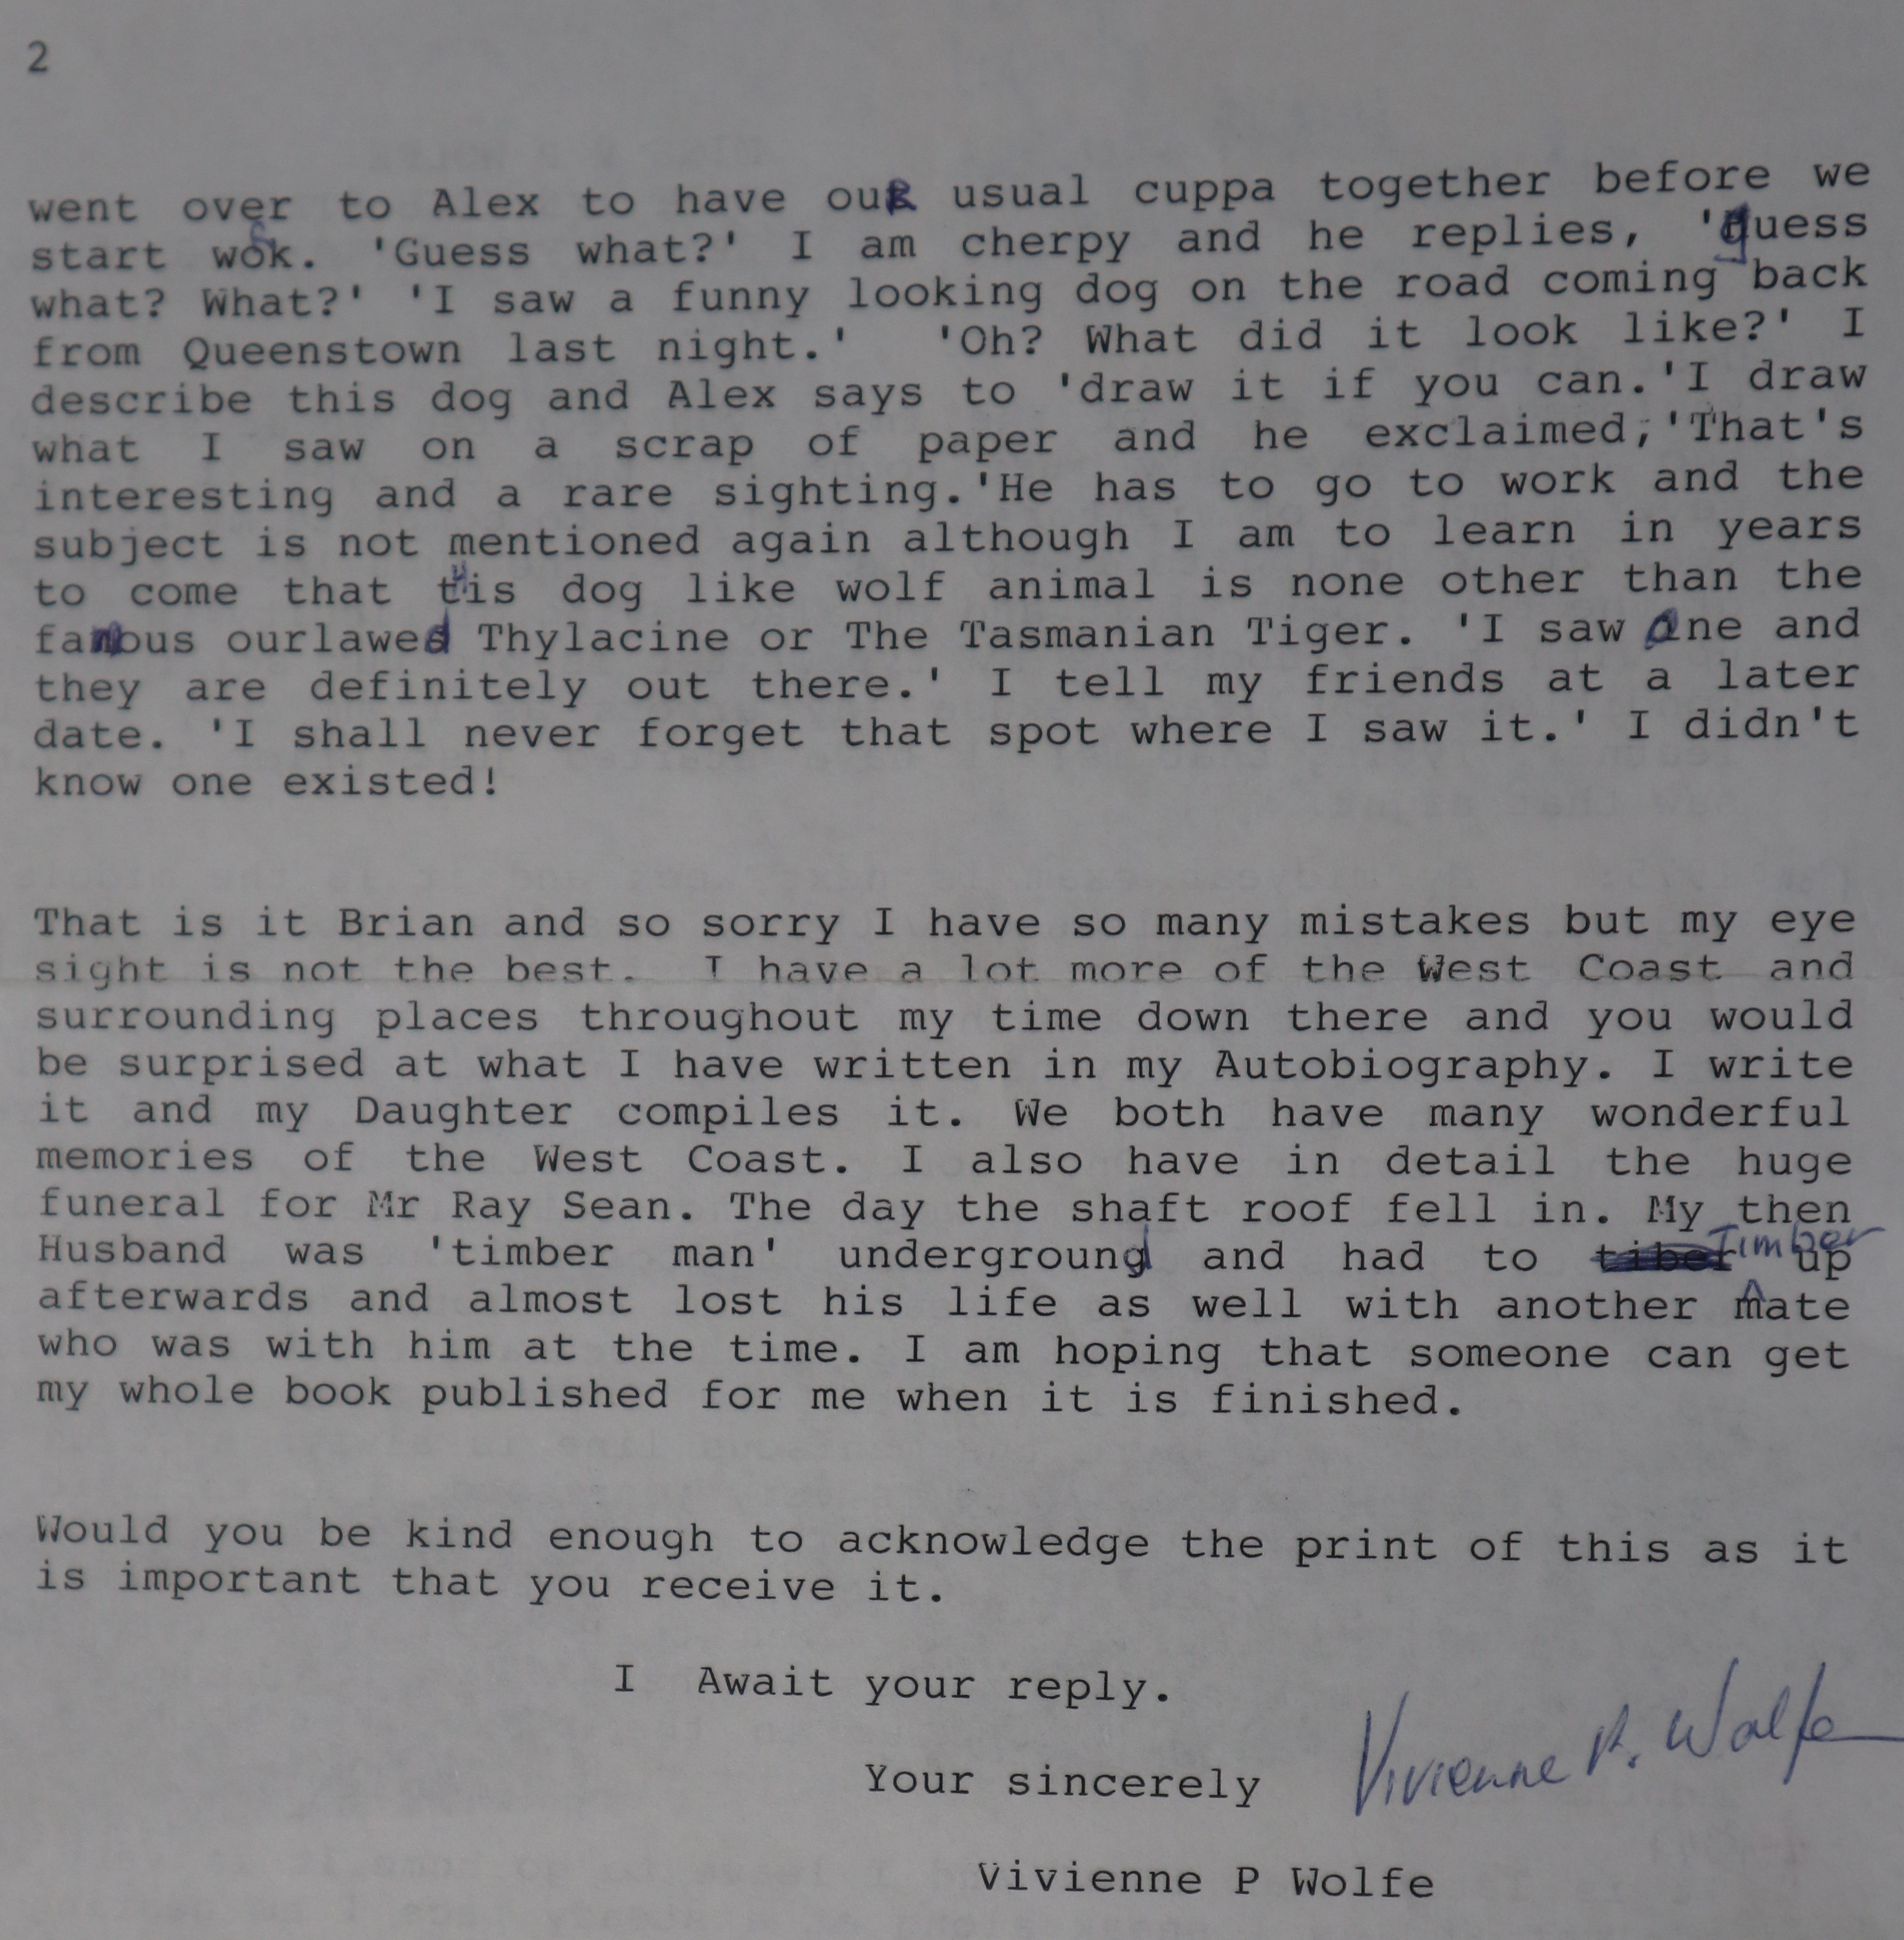 2
went over to Alex to have our usual cuppa together before we
start work. 'Guess what?' I am cherpy and he replies, 'guess
what? What?' 'I saw a funny looking dog on the road coming back
from Queenstown last night.' 'Oh? What did it look like?' I
describe this dog and Alex says to 'draw it if you can.'I draw
what I saw on a scrap of paper and he exclaimed;'That's
interesting and a rare sighting.'He has to go to work and the
subject is not mentioned again although I am to learn in years
to come that this dog like wolf animal is none other than the
famous ourlawed Thylacine or The Tasmanian Tiger. 'I saw One and
they are definitely out there.' I tell my friends at a later
date. 'I shall never forget that spot where I saw it.' I didn't
know one existed!
That is it Brian and so sorry I have so many mistakes but my eye
sight is not the best. I have a lot more of the West Coast and
surrounding places throughout my time down there and you would
be surprised at what I have written in my Autobiography. I write
it and my Daughter compiles it. We both have many wonderful
memories of the West Coast. I also have in detail the huge
funeral for Mr Ray Sean. The day the shaft roof fell in. My then
Husband was 'timber man' underground and had to tiber Timber up
afterwards and almost lost his life as well with another mate
who was with him at the time. I am hoping that someone can get
my whole book published for me when it is finished.
Would you be kind enough to acknowledge the print of this as it
is important that you receive it.
I Await your reply.
Your sincerely
Vivienne P. Wolfe
Vivienne P Wolfe